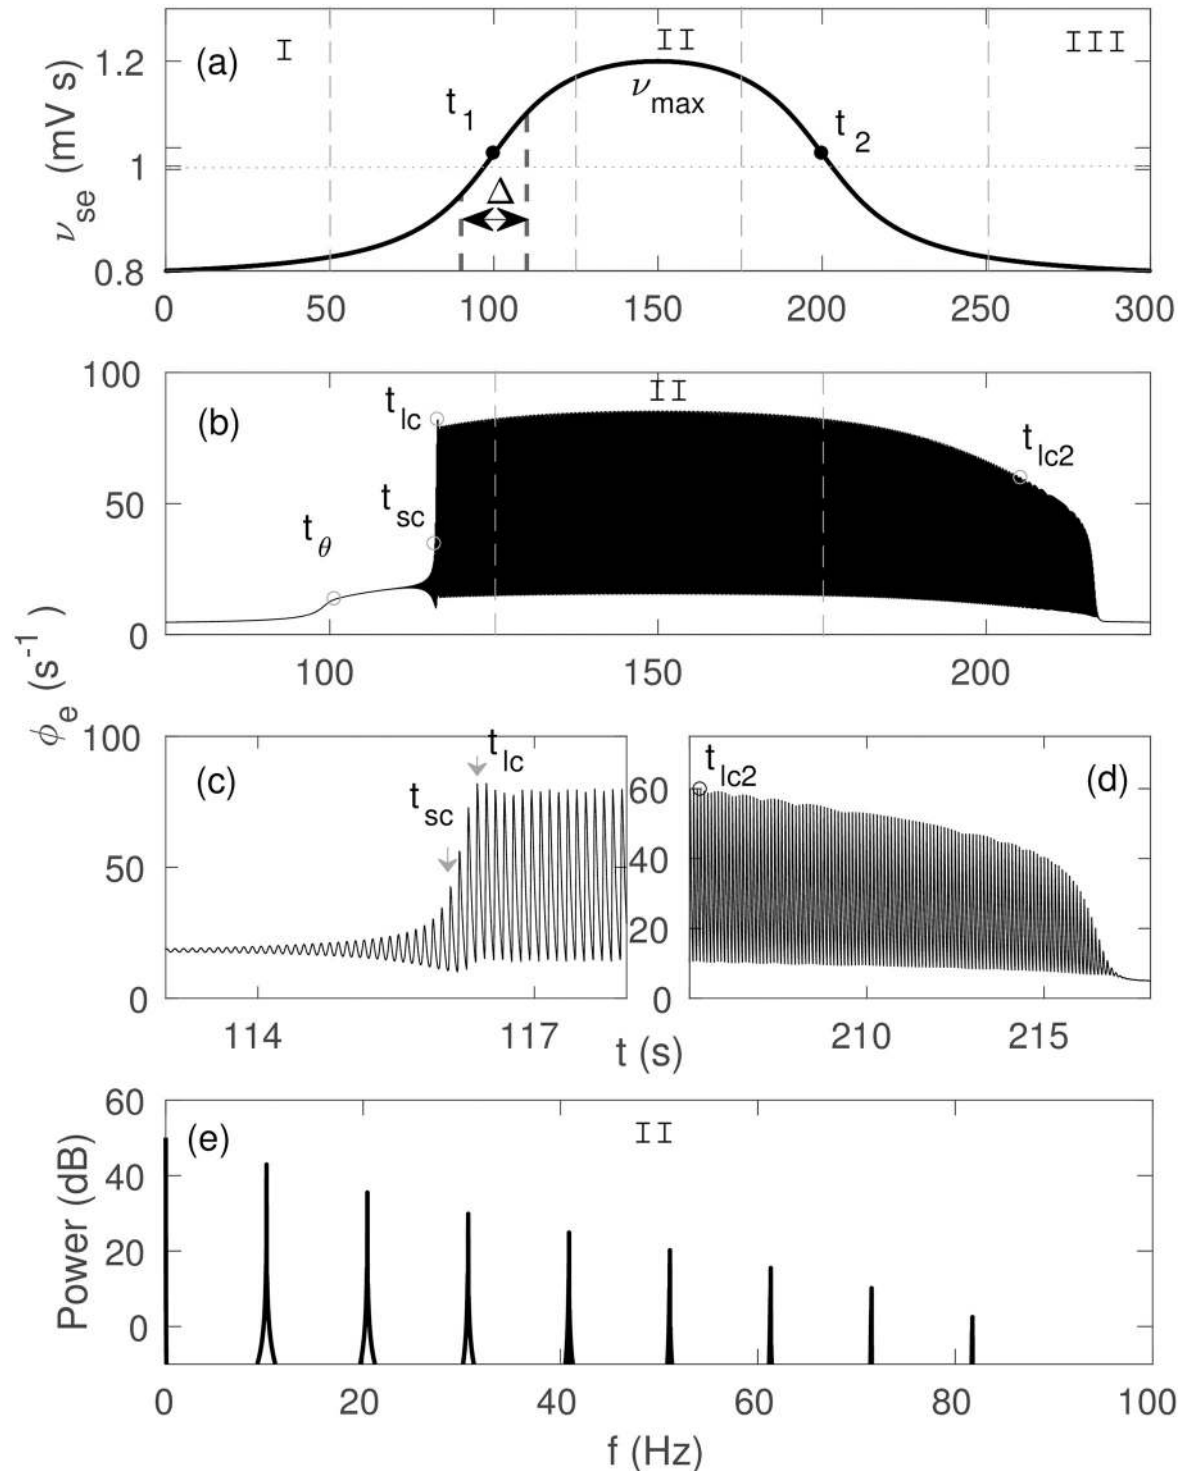 (a) I II III
ν_se (mV s)
1.2
1
0.8
t_1
ν_max
t_2
Δ
0 50 100 150 200 250 300
(b) II
100
50
0
t_θ
t_sc
t_lc
t_lc2
100 150 200
ϕ_e (s^-1)
(c)
100
50
0
t_sc
t_lc
114 117
(d)
60
40
20
0
t_lc2
210 215
t (s)
(e) II
Power (dB)
60
40
20
0
0 20 40 60 80 100
f (Hz)